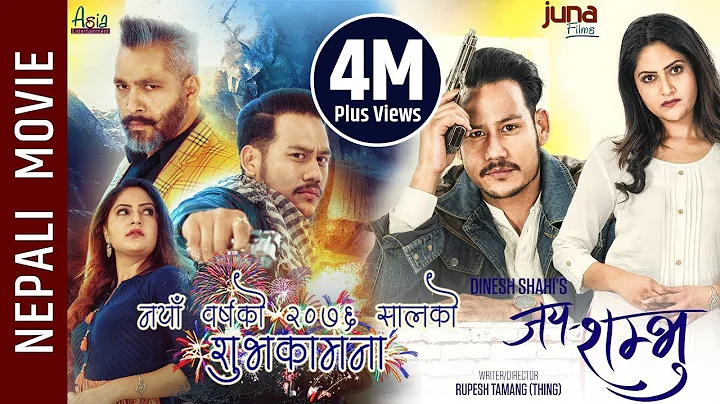 NEPALI MOVIE
Asia
Entertainment
juna
Films
4M
Plus Views
नयाँ वर्षको २०७६ सालको
शुभकामना
DINESH SHAHI'S
जय शम्भु
WRITER/DIRECTOR
RUPESH TAMANG (THING)